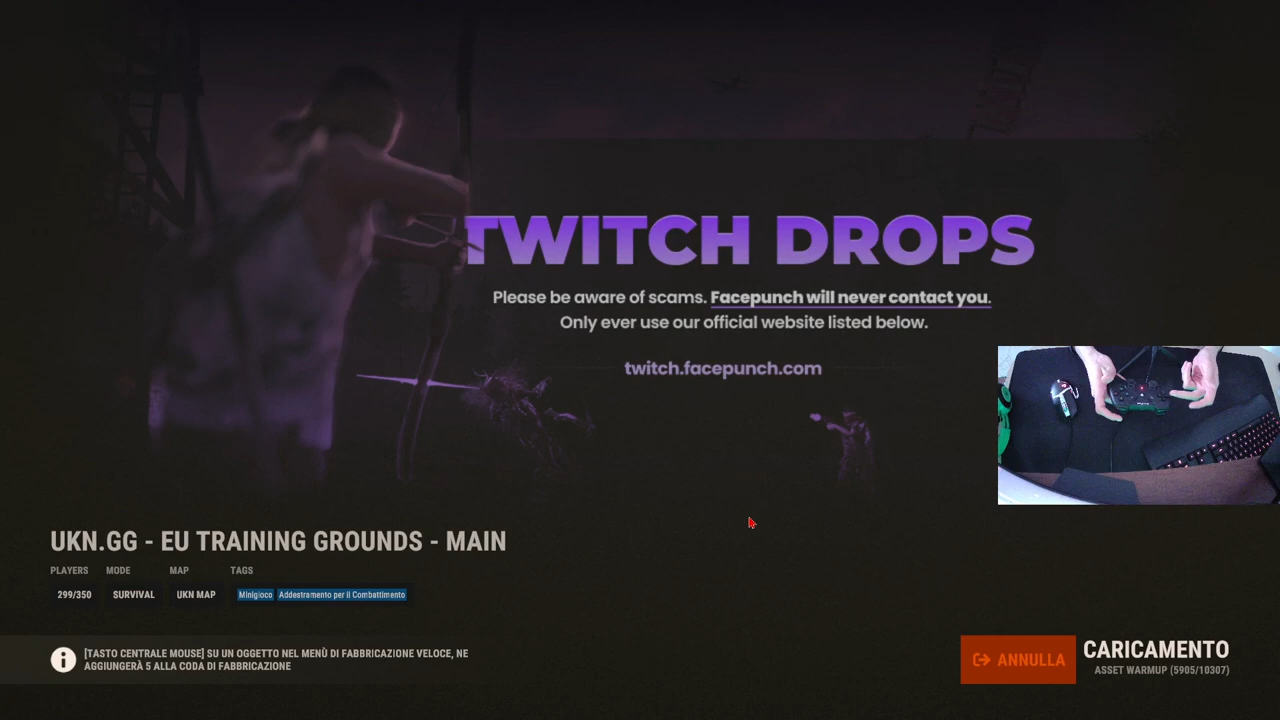 TWITCH DROPS
Please be aware of scams. Facepunch will never contact you.
Only ever use our official website listed below.
twitch.facepunch.com
UKN.GG - EU TRAINING GROUNDS - MAIN
PLAYERS MODE MAP TAGS
299/350 SURVIVAL UKN MAP Minigioco Addestramento per il Combattimento
[TASTO CENTRALE MOUSE] SU UN OGGETTO NEL MENÙ DI FABBRICAZIONE VELOCE, NE
AGGIUNGERÀ 5 ALLA CODA DI FABBRICAZIONE
ANNULLA
CARICAMENTO
ASSET WARMUP (5905/10307)